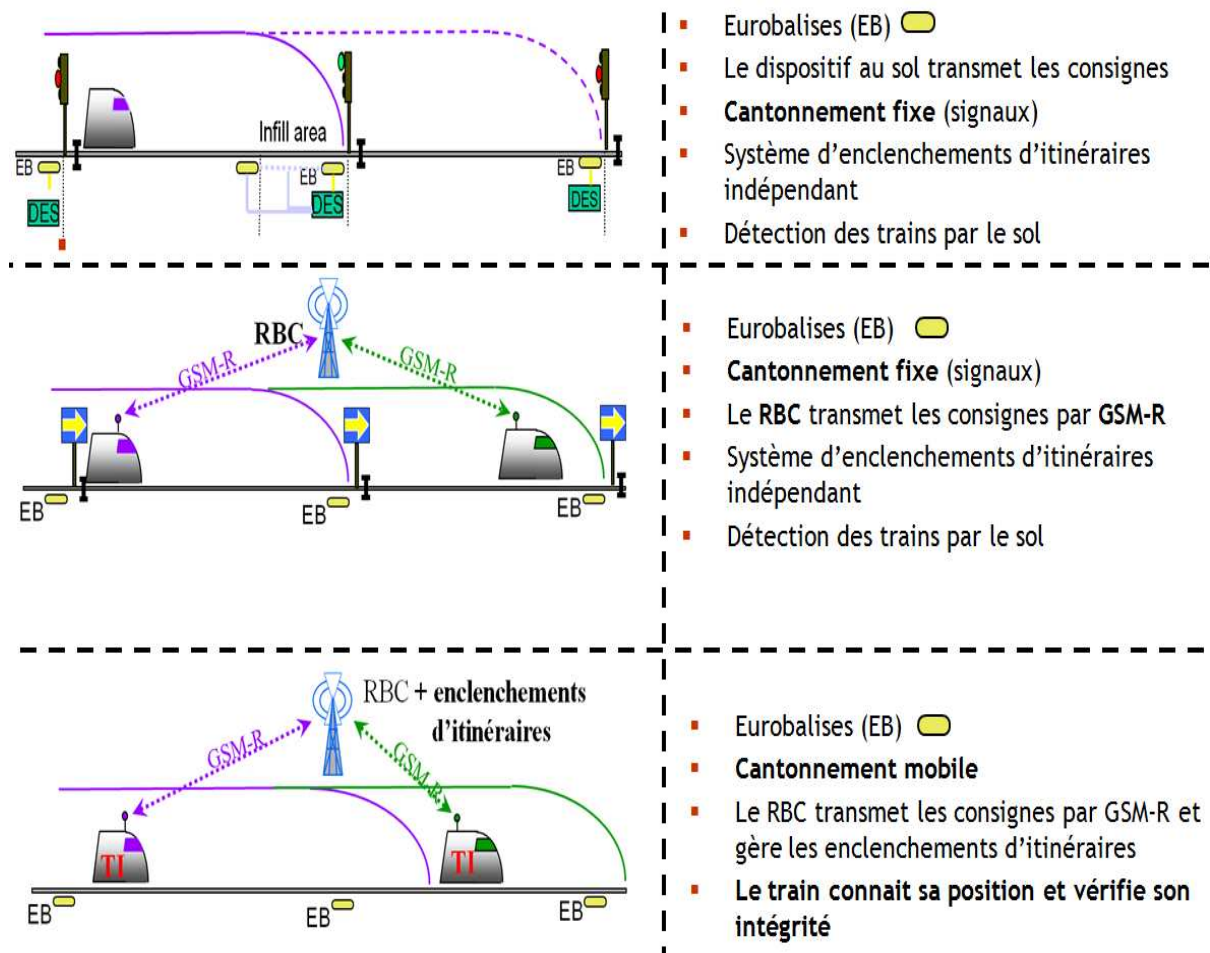 Infill area
EB
EB
EB
DES
DES
DES
Eurobalises (EB)
Le dispositif au sol transmet les consignes
Cantonnement fixe (signaux)
Système d'enclenchements d'itinéraires
indépendant
Détection des trains par le sol
RBC
GSM-R
GSM-R
EB
EB
EB
Eurobalises (EB)
Cantonnement fixe (signaux)
Le RBC transmet les consignes par GSM-R
Système d'enclenchements d'itinéraires
indépendant
Détection des trains par le sol
RBC + enclenchements
d'itinéraires
GSM-R
GSM-R
TI
TI
EB
EB
EB
Eurobalises (EB)
Cantonnement mobile
Le RBC transmet les consignes par GSM-R et
gère les enclenchements d'itinéraires
Le train connait sa position et vérifie son
intégrité